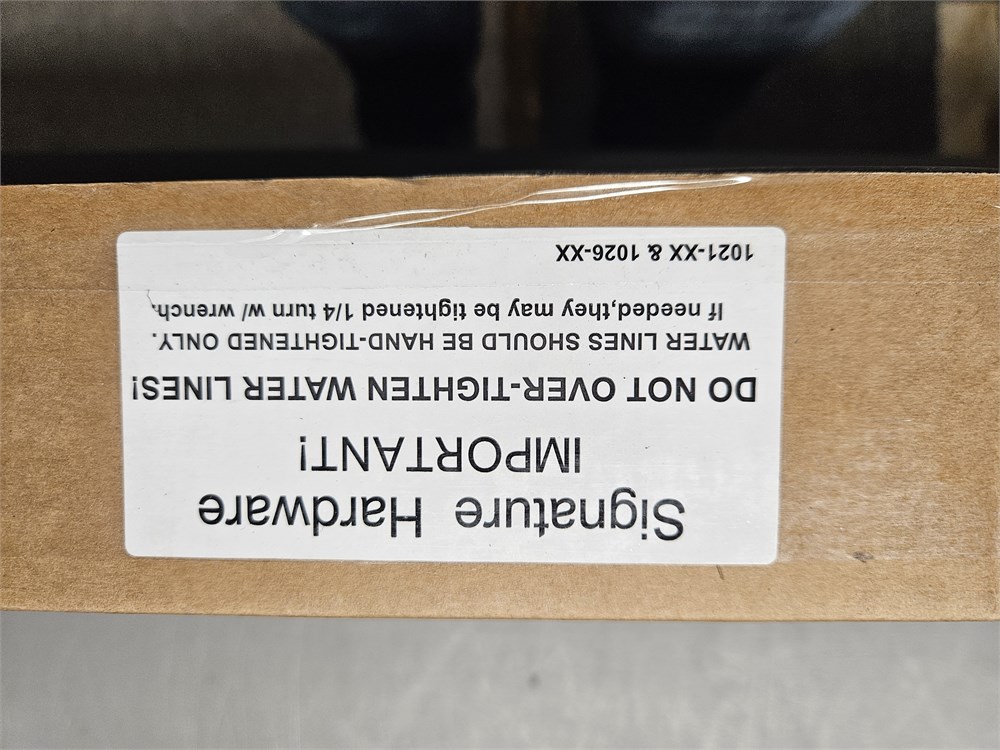 Signature Hardware
IMPORTANT!
DO NOT OVER-TIGHTEN WATER LINES!
WATER LINES SHOULD BE HAND-TIGHTENED ONLY.
If needed,they may be tightened 1/4 turn w/ wrench.
1021-XX & 1026-XX